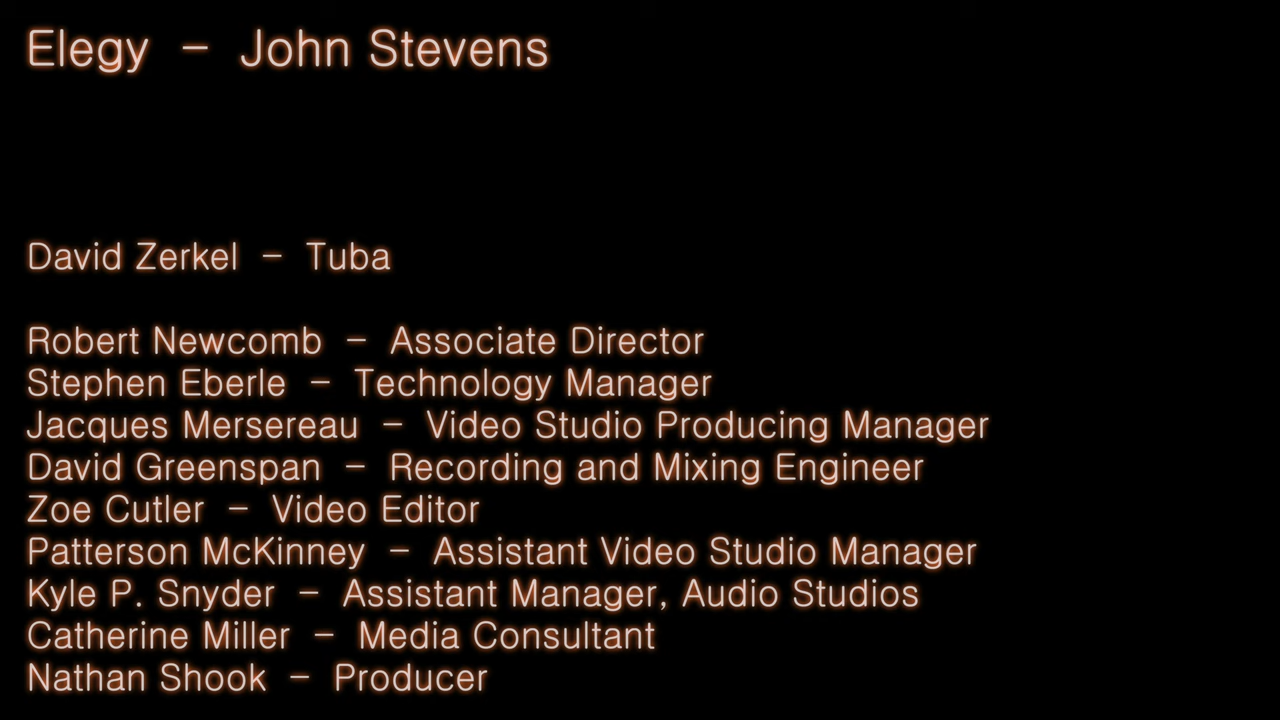 Elegy – John Stevens
David Zerkel – Tuba
Robert Newcomb – Associate Director
Stephen Eberle – Technology Manager
Jacques Mersereau – Video Studio Producing Manager
David Greenspan – Recording and Mixing Engineer
Zoe Cutler – Video Editor
Patterson McKinney – Assistant Video Studio Manager
Kyle P. Snyder – Assistant Manager, Audio Studios
Catherine Miller – Media Consultant
Nathan Shook – Producer